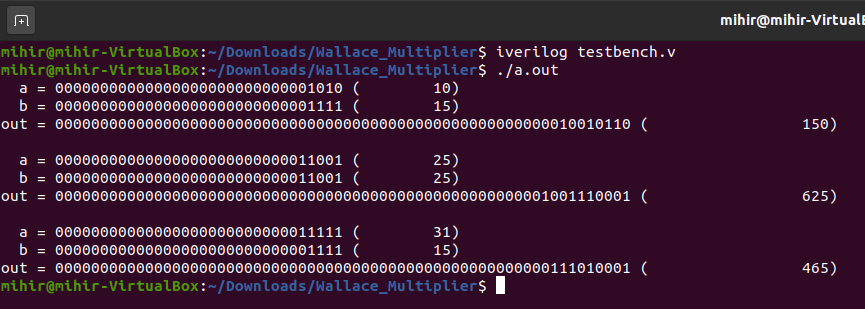 mihir@mihir-VirtualB
mihir@mihir-VirtualBox:~/Downloads/Wallace_Multiplier$ iverilog testbench.v
mihir@mihir-VirtualBox:~/Downloads/Wallace_Multiplier$ ./a.out
a = 00000000000000000000000000001010 (        10)
b = 00000000000000000000000000001111 (        15)
out = 0000000000000000000000000000000000000000000000000000000010010110 (                 150)
a = 00000000000000000000000000011001 (        25)
b = 00000000000000000000000000011001 (        25)
out = 0000000000000000000000000000000000000000000000000000001001110001 (                 625)
a = 00000000000000000000000000011111 (        31)
b = 00000000000000000000000000001111 (        15)
out = 0000000000000000000000000000000000000000000000000000000111010001 (                 465)
mihir@mihir-VirtualBox:~/Downloads/Wallace_Multiplier$